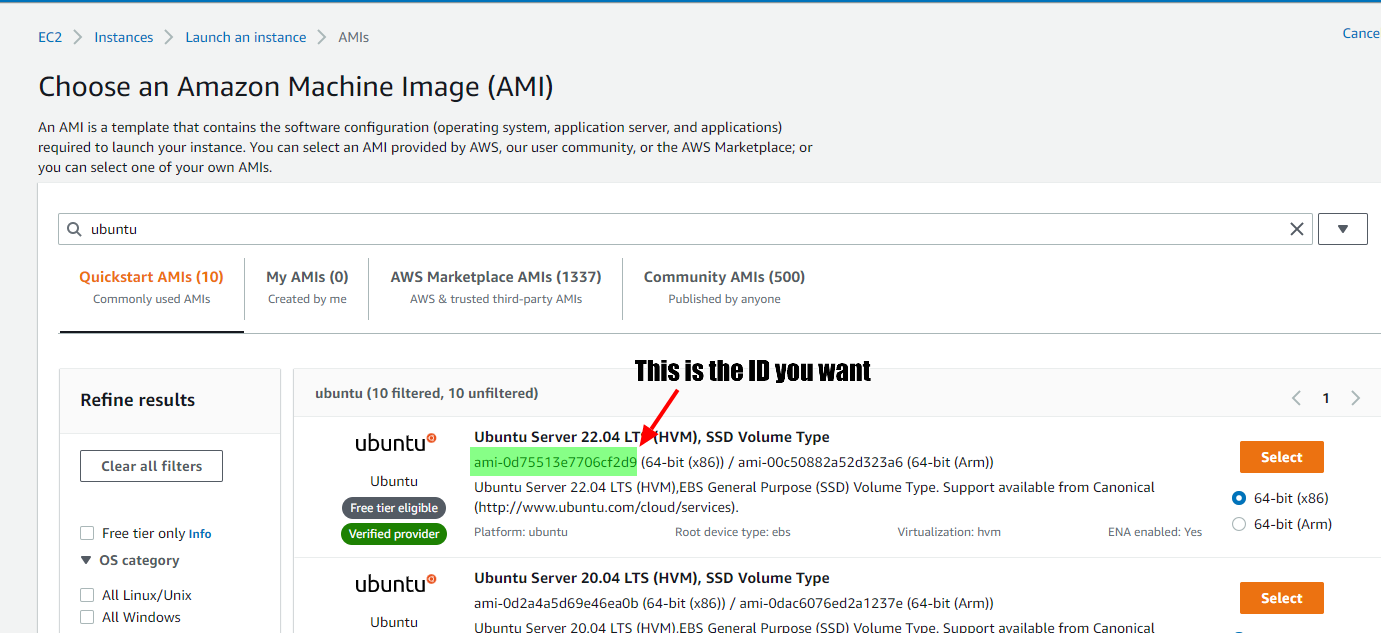 EC2 > Instances > Launch an instance > AMIs
Cance
Choose an Amazon Machine Image (AMI)
An AMI is a template that contains the software configuration (operating system, application server, and applications)
required to launch your instance. You can select an AMI provided by AWS, our user community, or the AWS Marketplace; or
you can select one of your own AMIs.
ubuntu
Quickstart AMIs (10)
Commonly used AMIs
My AMIs (0)
Created by me
AWS Marketplace AMIs (1337)
AWS & trusted third-party AMIs
Community AMIs (500)
Published by anyone
This is the ID you want
Refine results
Clear all filters
Free tier only Info
OS category
All Linux/Unix
All Windows
ubuntu (10 filtered, 10 unfiltered)
1
ubuntu
Ubuntu
Free tier eligible
Verified provider
Ubuntu Server 22.04 LTS (HVM), SSD Volume Type
ami-0d75513e7706cf2d9 (64-bit (x86)) / ami-00c50882a52d323a6 (64-bit (Arm))
Ubuntu Server 22.04 LTS (HVM),EBS General Purpose (SSD) Volume Type. Support available from Canonical
(http://www.ubuntu.com/cloud/services).
Platform: ubuntu Root device type: ebs Virtualization: hvm ENA enabled: Yes
Select
64-bit (x86)
64-bit (Arm)
ubuntu
Ubuntu
Ubuntu Server 20.04 LTS (HVM), SSD Volume Type
ami-0d2a4a5d69e46ea0b (64-bit (x86)) / ami-0dac6076ed2a1237e (64-bit (Arm))
Ubuntu Server 20.04 LTS (HVM),EBS General Purpose (SSD) Volume Type. Support available from Canonical
Select